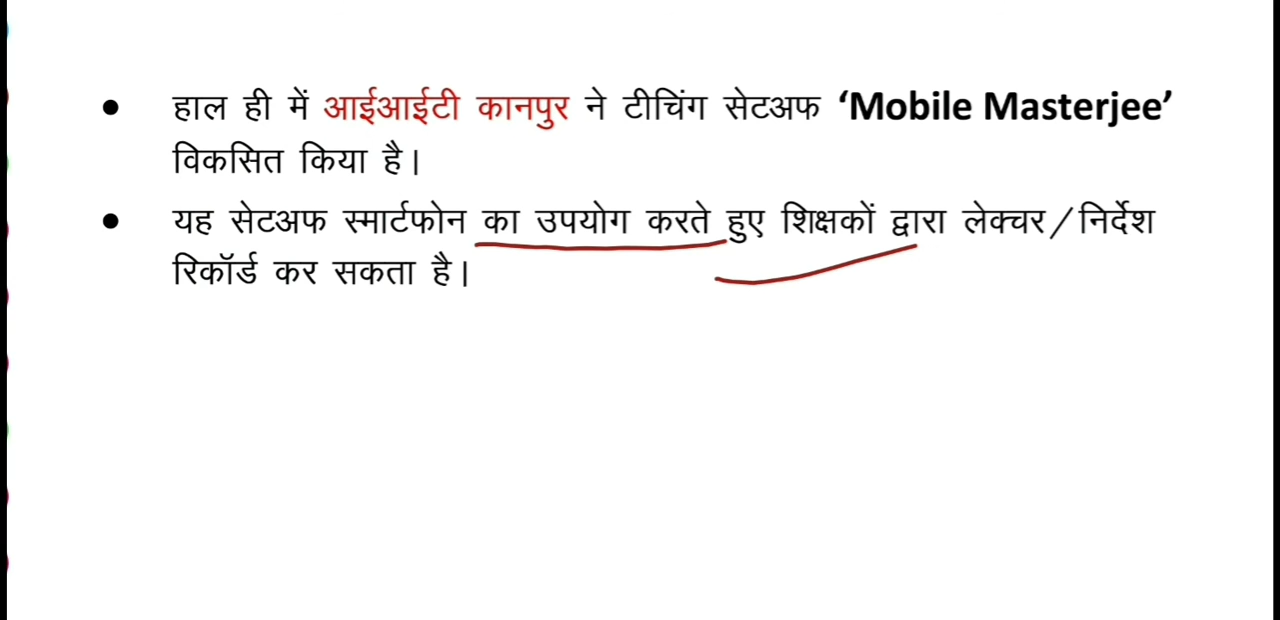 • हाल ही में आईआईटी कानपुर ने टीचिंग सेटअफ ‘Mobile Masterjee’
विकसित किया है।
• यह सेटअफ स्मार्टफोन का उपयोग करते हुए शिक्षकों द्वारा लेक्चर/निर्देश
रिकॉर्ड कर सकता है।